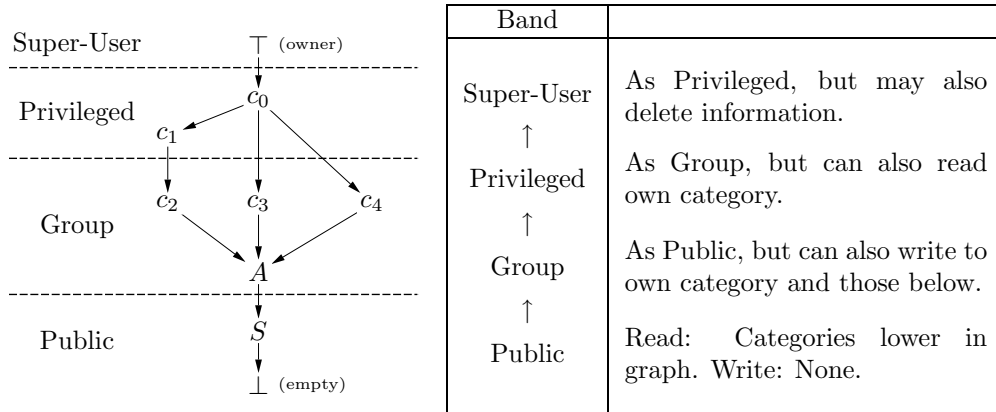 Super-User
⊤ (owner)
Privileged
c0
c1
Group
c2 c3 c4
A
Public
S
⊥ (empty)
Band
Super-User
As Privileged, but may also
delete information.
↑
Privileged
As Group, but can also read
own category.
↑
Group
As Public, but can also write to
own category and those below.
↑
Public
Read: Categories lower in
graph. Write: None.